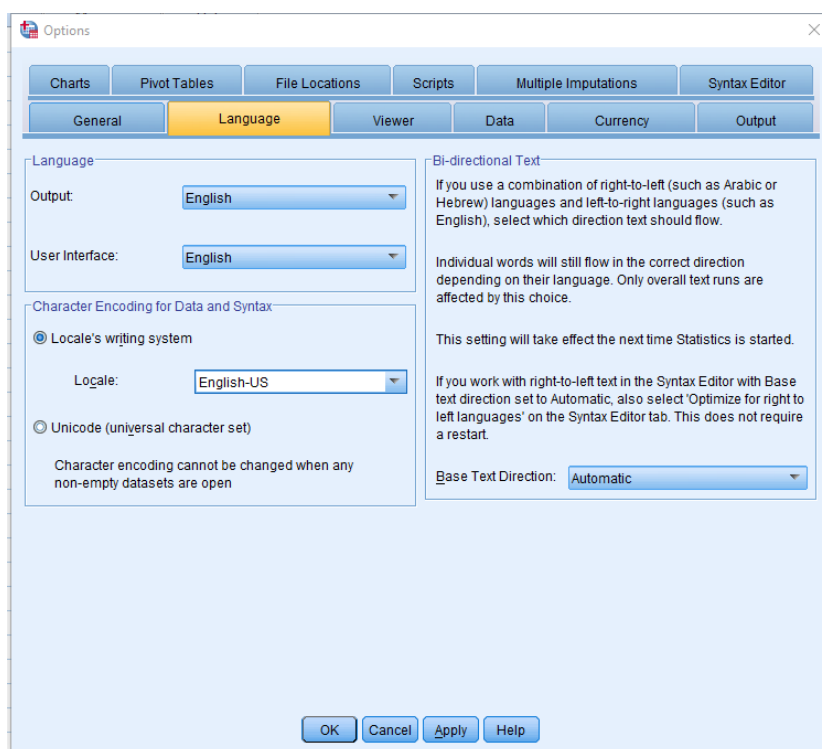 Options
Charts
Pivot Tables
File Locations
Scripts
Multiple Imputations
Syntax Editor
General
Language
Viewer
Data
Currency
Output
Language
Output:
English
User Interface:
English
Character Encoding for Data and Syntax
Locale's writing system
Locale:
English-US
Unicode (universal character set)
Character encoding cannot be changed when any
non-empty datasets are open
Bi-directional Text
If you use a combination of right-to-left (such as Arabic or
Hebrew) languages and left-to-right languages (such as
English), select which direction text should flow.
Individual words will still flow in the correct direction
depending on their language. Only overall text runs are
affected by this choice.
This setting will take effect the next time Statistics is started.
If you work with right-to-left text in the Syntax Editor with Base
text direction set to Automatic, also select 'Optimize for right to
left languages' on the Syntax Editor tab. This does not require
a restart.
Base Text Direction:
Automatic
OK
Cancel
Apply
Help